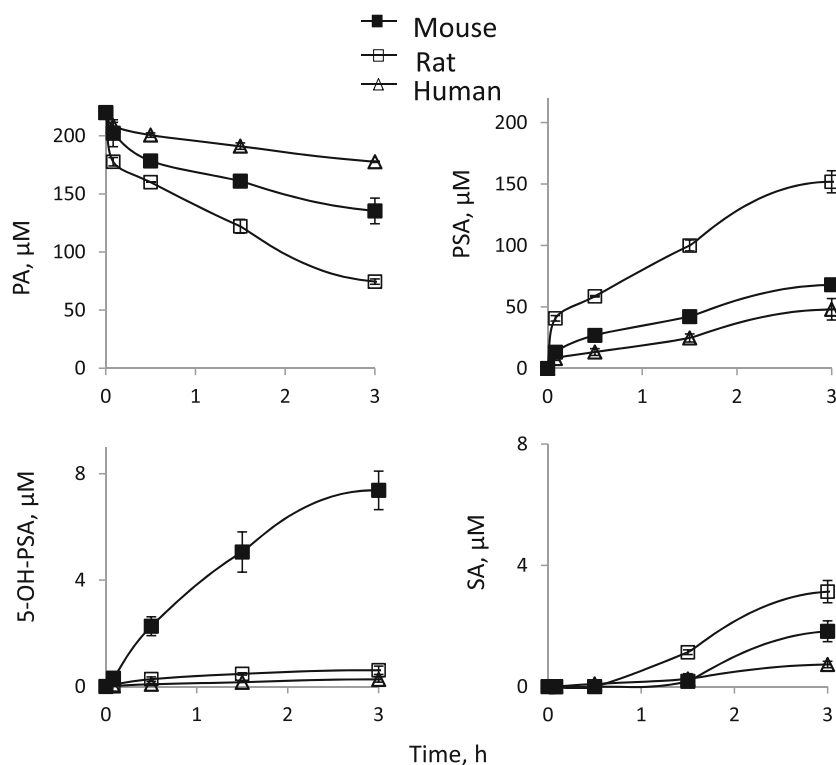 Mouse
Rat
Human
PA, µM
200
150
100
50
0
0 1 2 3
PSA, µM
200
150
100
50
0
0 1 2 3
5-OH-PSA, µM
8
4
0
0 1 2 3
SA, µM
8
4
0
0 1 2 3
Time, h